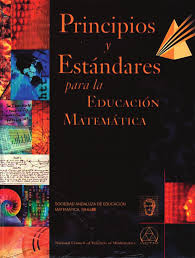 Principios
y
Estándares
para la
EDUCACIÓN
MATEMÁTICA
SOCIEDAD ANDALUZA DE EDUCACIÓN
MATEMÁTICA THALES
National Council of Teachers of Mathematics